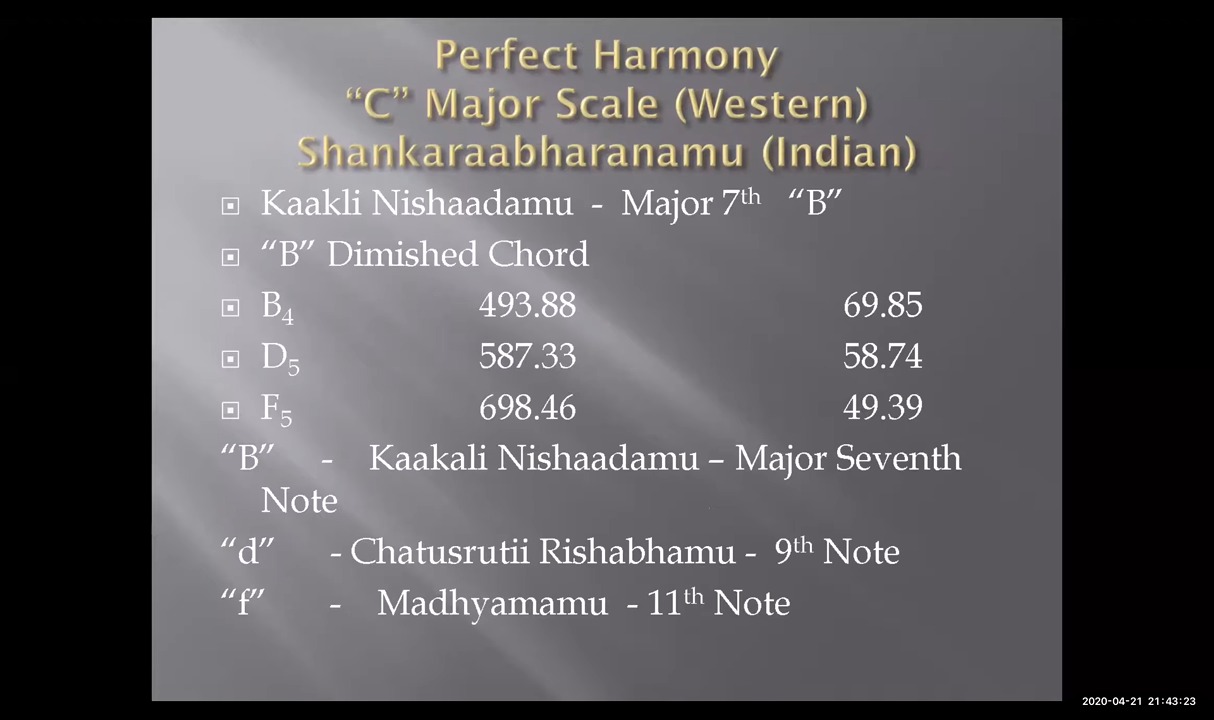 Perfect Harmony
“C” Major Scale (Western)
Shankaraabharanamu (Indian)
Kaakli Nishaadamu - Major 7th “B”
“B” Dimished Chord
B4 493.88 69.85
D5 587.33 58.74
F5 698.46 49.39
“B” - Kaakali Nishaadamu – Major Seventh
Note
“d” - Chatusrutii Rishabhamu - 9th Note
“f” - Madhyamamu - 11th Note
2020-04-21 21:43:23